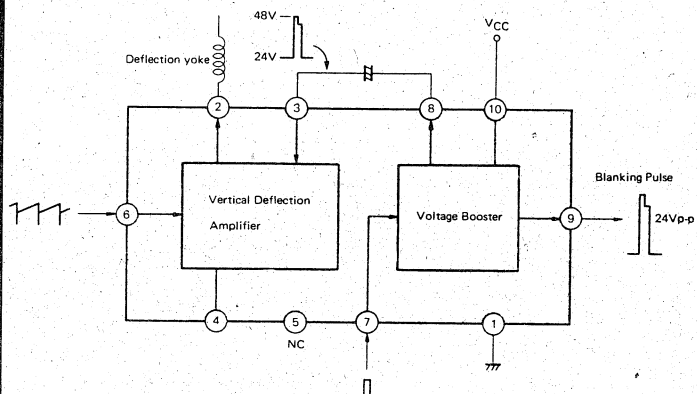 48V
24V
VCC
Deflection yoke
2
3
8
10
Blanking Pulse
Vertical Deflection
Amplifier
Voltage Booster
6
9
24Vp-p
4
5
7
1
NC